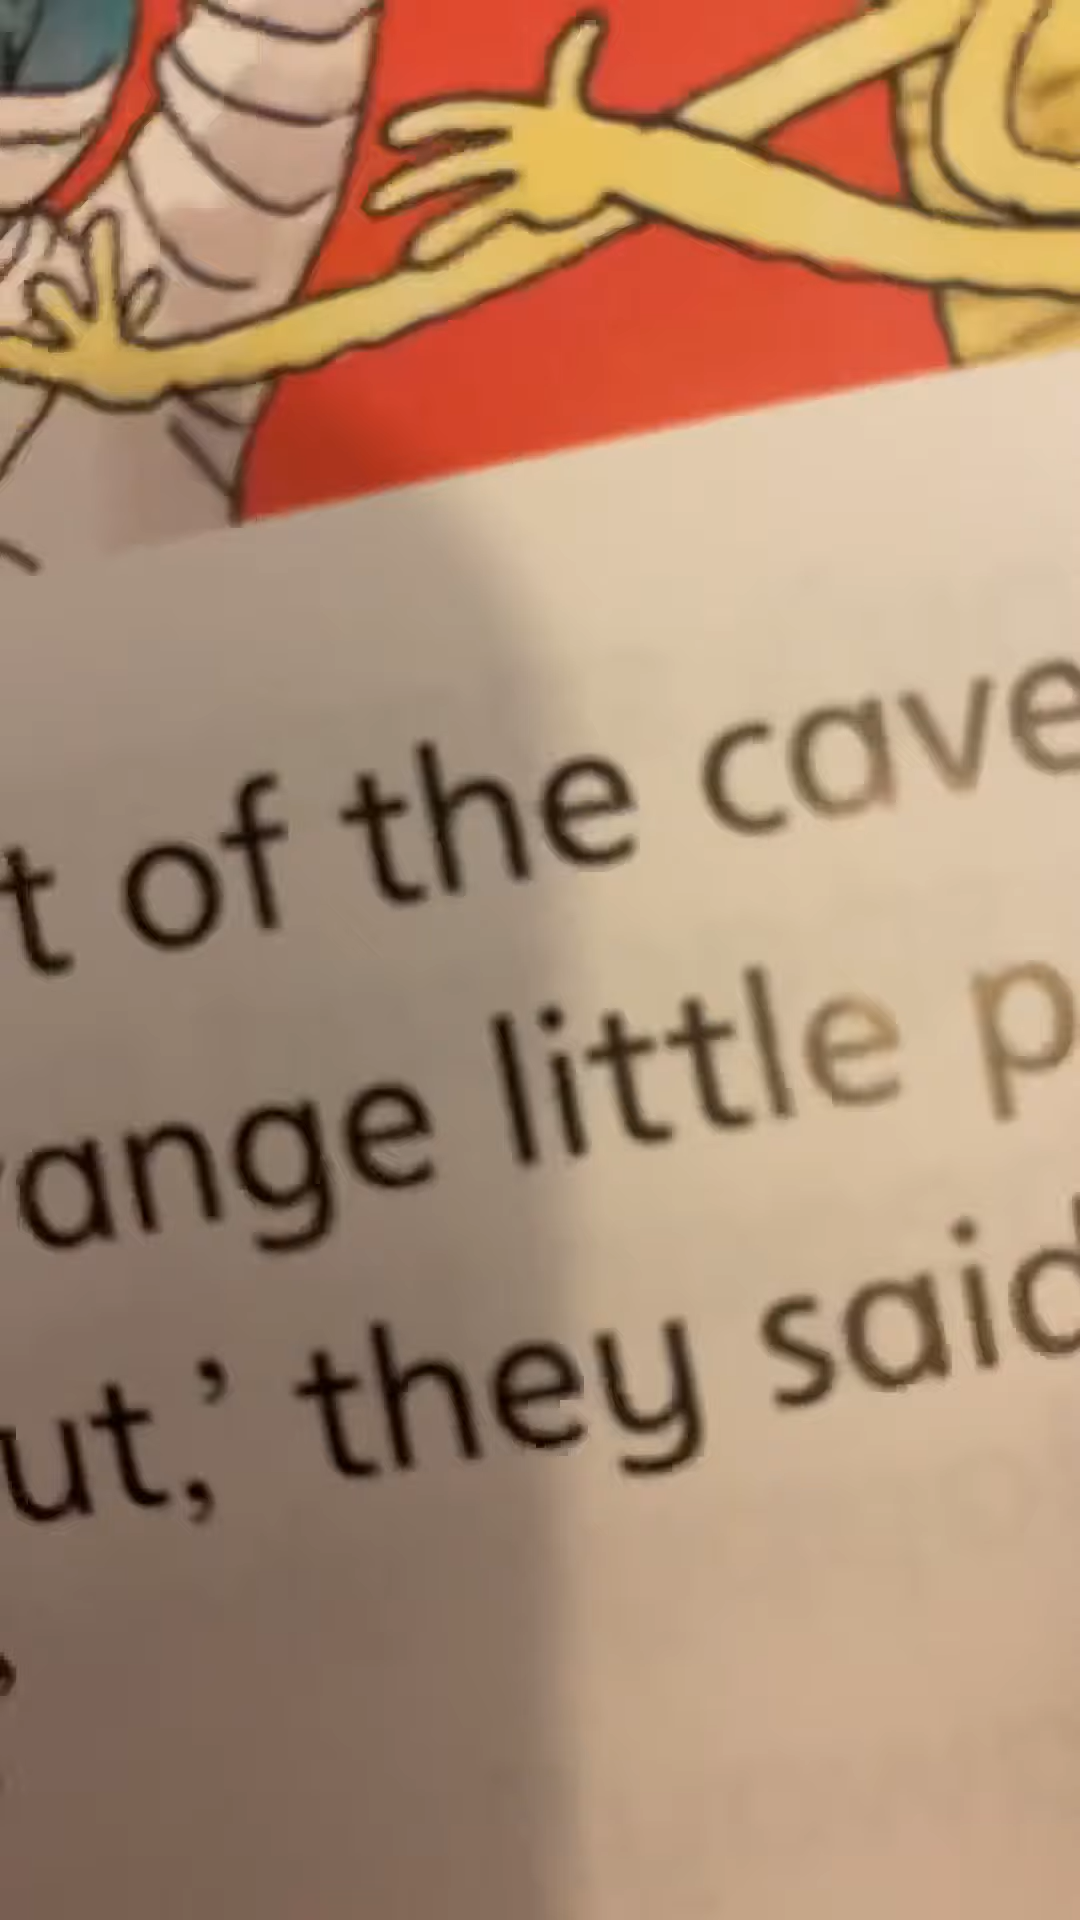 t of the cave
ange little p
ut,’ they said